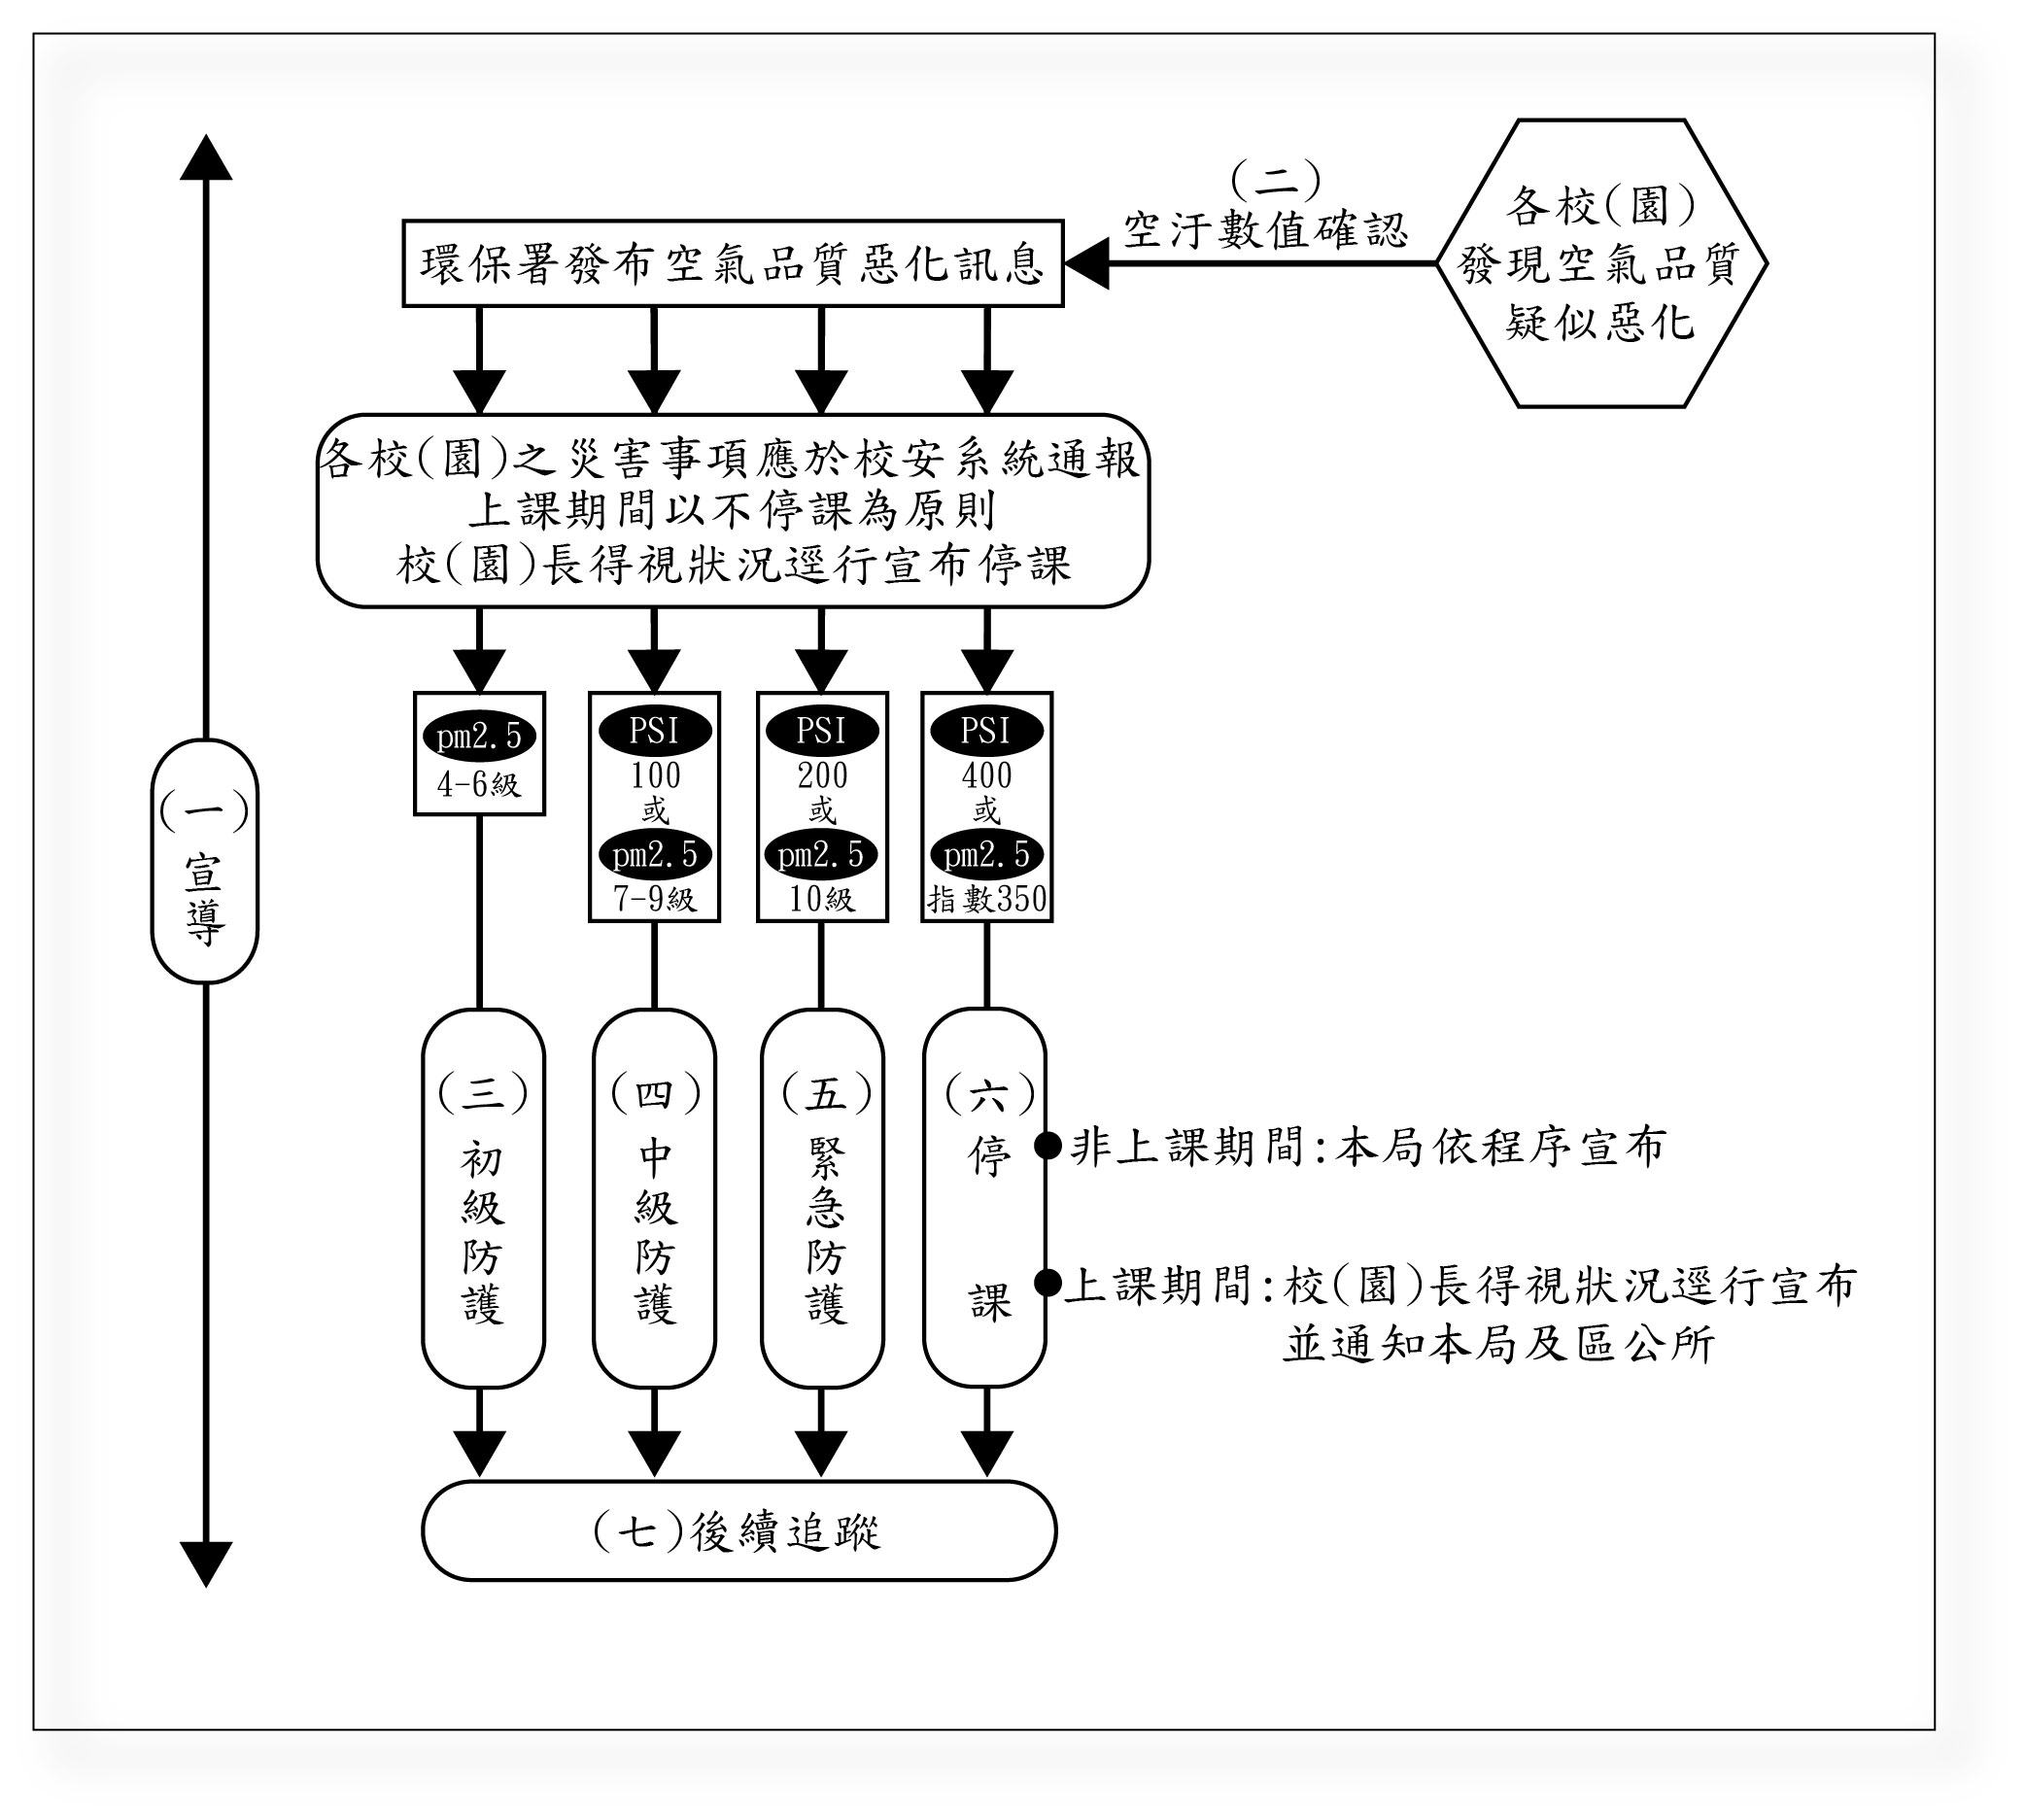 (二)
空汙數值確認
各校(園)
發現空氣品質
疑似惡化
環保署發布空氣品質惡化訊息
各校(園)之災害事項應於校安系統通報
上課期間以不停課為原則
校(園)長得視狀況逕行宣布停課
(一)
宣
導
pm2.5
4-6級
PSI
100
或
pm2.5
7-9級
PSI
200
或
pm2.5
10級
PSI
400
或
pm2.5
指數350
(三)
初
級
防
護
(四)
中
級
防
護
(五)
緊
急
防
護
(六)
停
課
非上課期間:本局依程序宣布
上課期間:校(園)長得視狀況逕行宣布
並通知本局及區公所
(七)後續追蹤